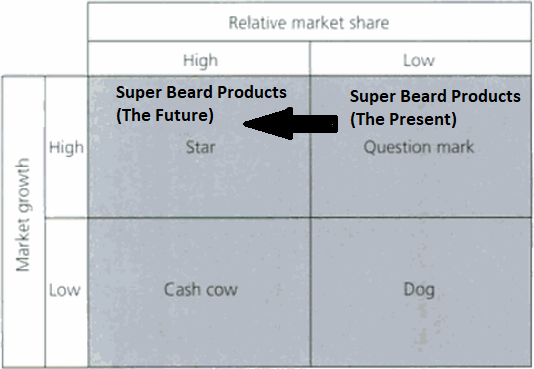 Relative market share
High
Low
Super Beard Products
(The Future)
Super Beard Products
(The Present)
Market growth
High
Star
Question mark
Low
Cash cow
Dog